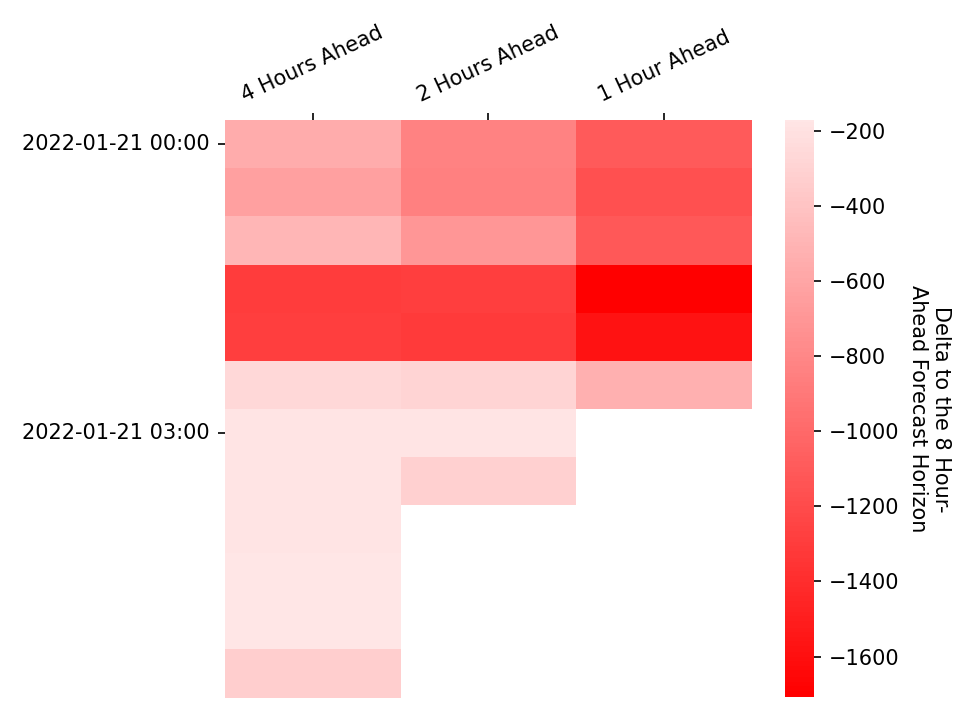 4 Hours Ahead
2 Hours Ahead
1 Hour Ahead
2022-01-21 00:00
2022-01-21 03:00
−200
−400
−600
−800
−1000
−1200
−1400
−1600
Delta to the 8 Hour-
Ahead Forecast Horizon